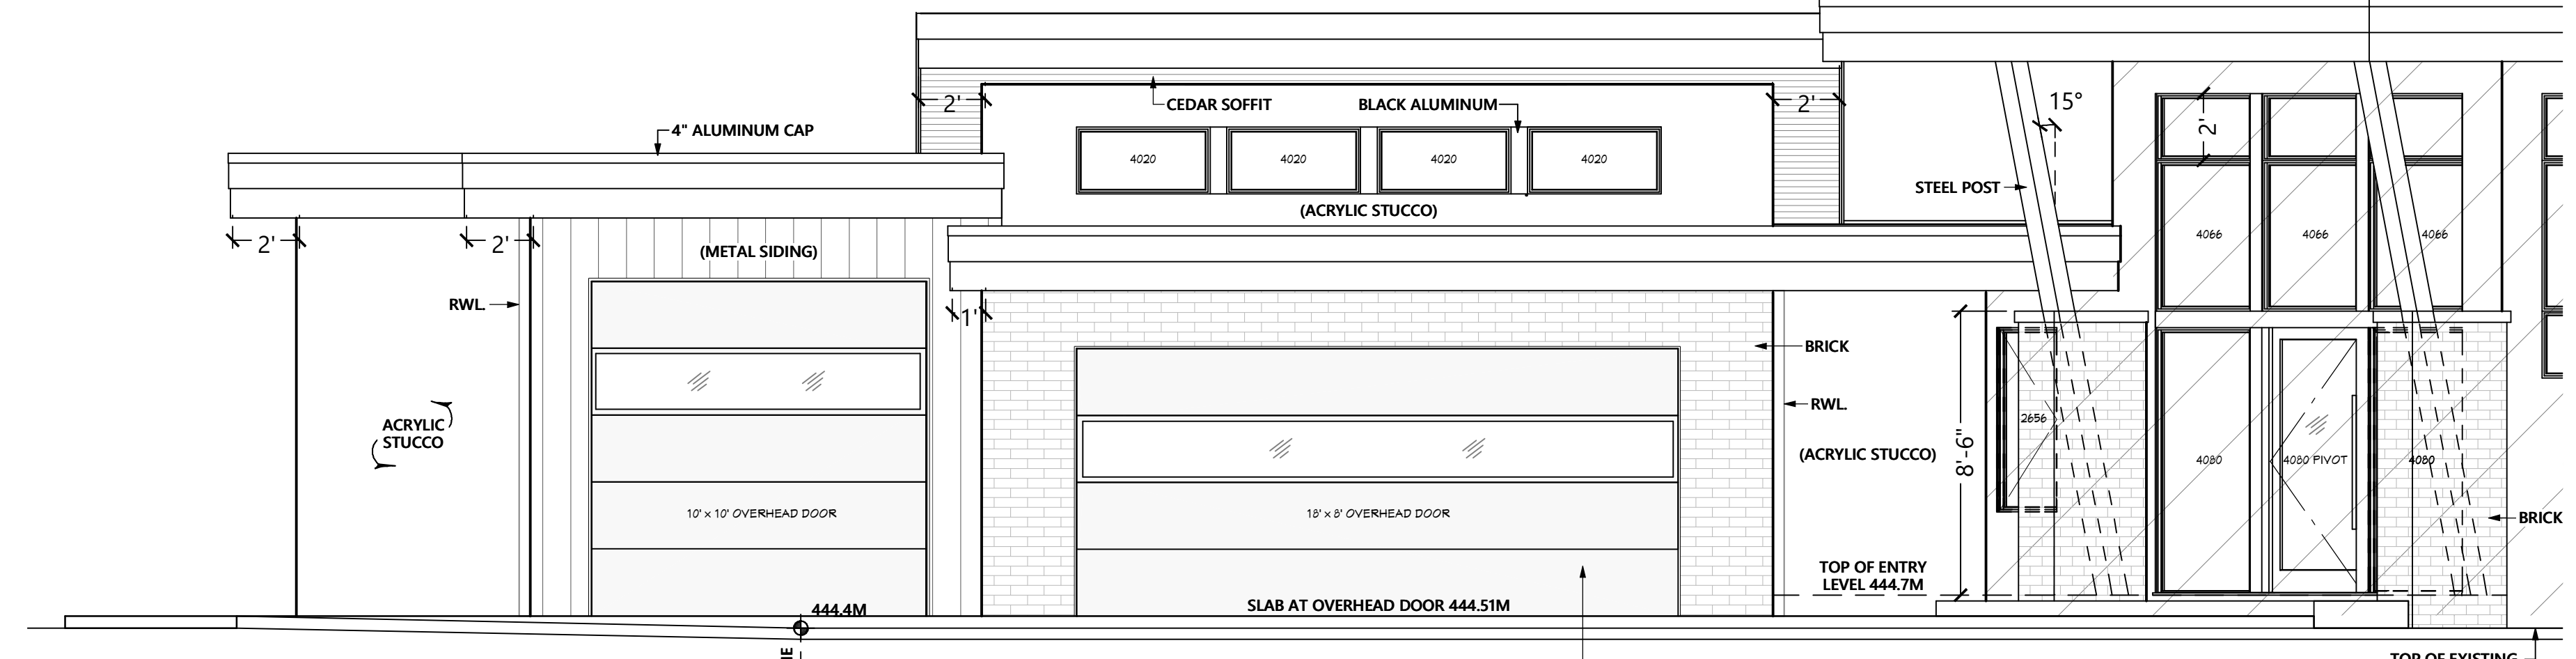 2'
CEDAR SOFFIT
BLACK ALUMINUM
2'
15°
2'
4" ALUMINUM CAP
4020
4020
4020
4020
STEEL POST
(ACRYLIC STUCCO)
2'
2'
(METAL SIDING)
4066
4066
4066
RWL.
1'
BRICK
RWL.
ACRYLIC
STUCCO
2656
(ACRYLIC STUCCO)
8'-6"
4080
4080 PIVOT
4080
10' x 10' OVERHEAD DOOR
18' x 8' OVERHEAD DOOR
BRICK
TOP OF ENTRY
LEVEL 444.7M
444.4M
SLAB AT OVERHEAD DOOR 444.51M
TOP OF EXISTING